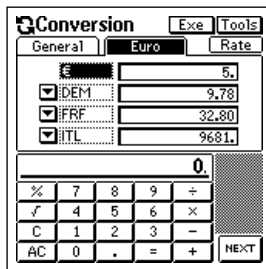 Conversion Exe Tools
General Euro Rate
€ 5.
DEM 9.78
FRF 32.80
ITL 9681.
0.
% 7 8 9 ÷
√ 4 5 6 ×
C 1 2 3 −
AC 0 . = + NEXT